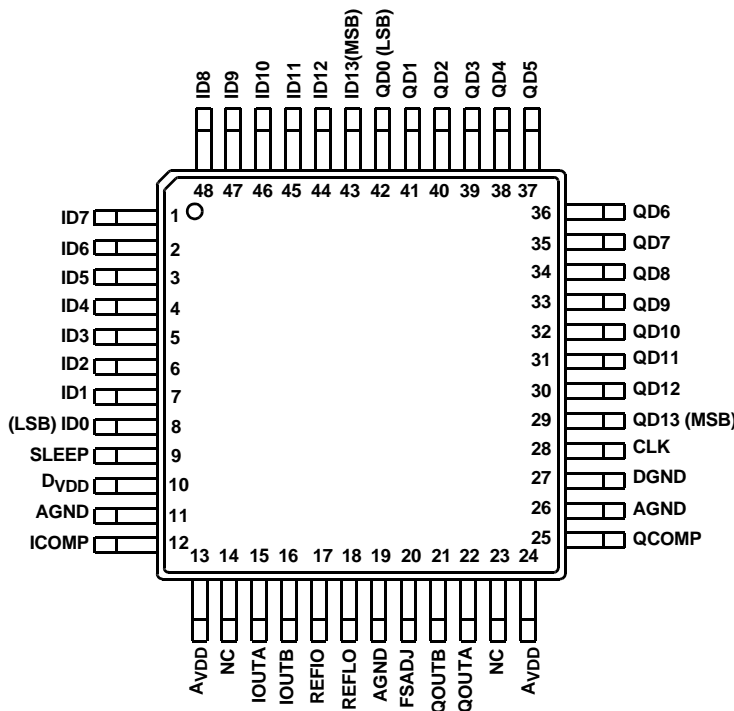 ID8 ID9 ID10 ID11 ID12 ID13(MSB) QD0 (LSB) QD1 QD2 QD3 QD4 QD5
48 47 46 45 44 43 42 41 40 39 38 37
ID7 1 36 QD6
ID6 2 35 QD7
ID5 3 34 QD8
ID4 4 33 QD9
ID3 5 32 QD10
ID2 6 31 QD11
ID1 7 30 QD12
(LSB) ID0 8 29 QD13 (MSB)
SLEEP 9 28 CLK
DVDD 10 27 DGND
AGND 11 26 AGND
ICOMP 12 25 QCOMP
13 14 15 16 17 18 19 20 21 22 23 24
AVDD NC IOUTA IOUTB REFIO REFLO AGND FSADJ QOUTB QOUTA NC AVDD